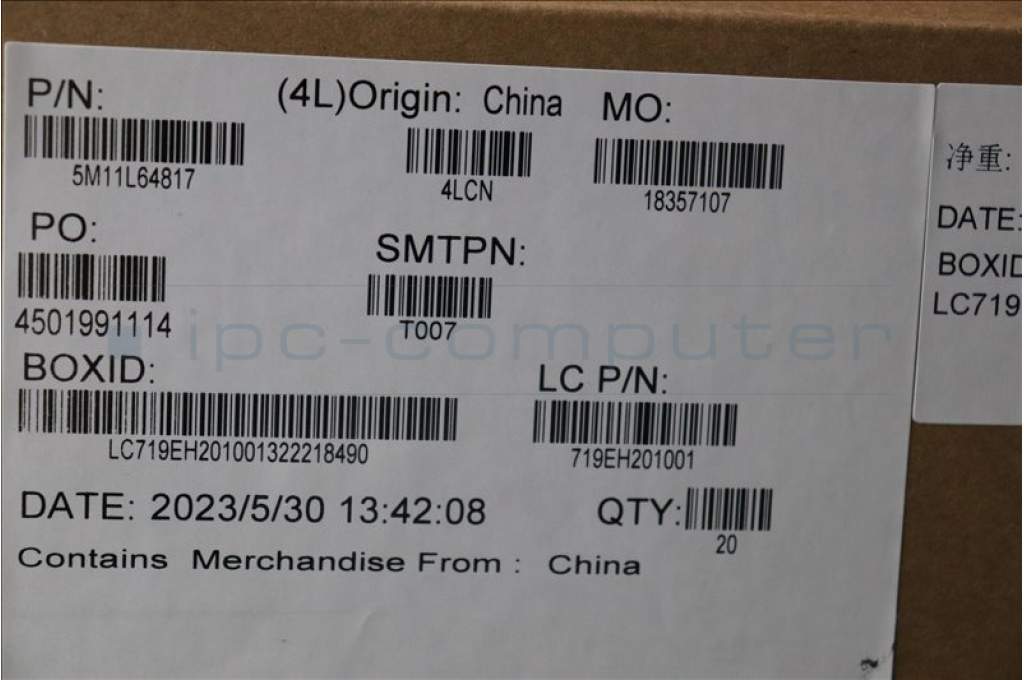 P/N:
(4L)Origin: China
MO:
5M11L64817
4LCN
18357107
PO:
SMTPN:
4501991114
T007
ipc-computer
BOXID:
LC P/N:
LC719EH201001322218490
719EH201001
DATE: 2023/5/30 13:42:08
QTY:
20
Contains Merchandise From : China
净重:
DATE:
BOXID
LC719